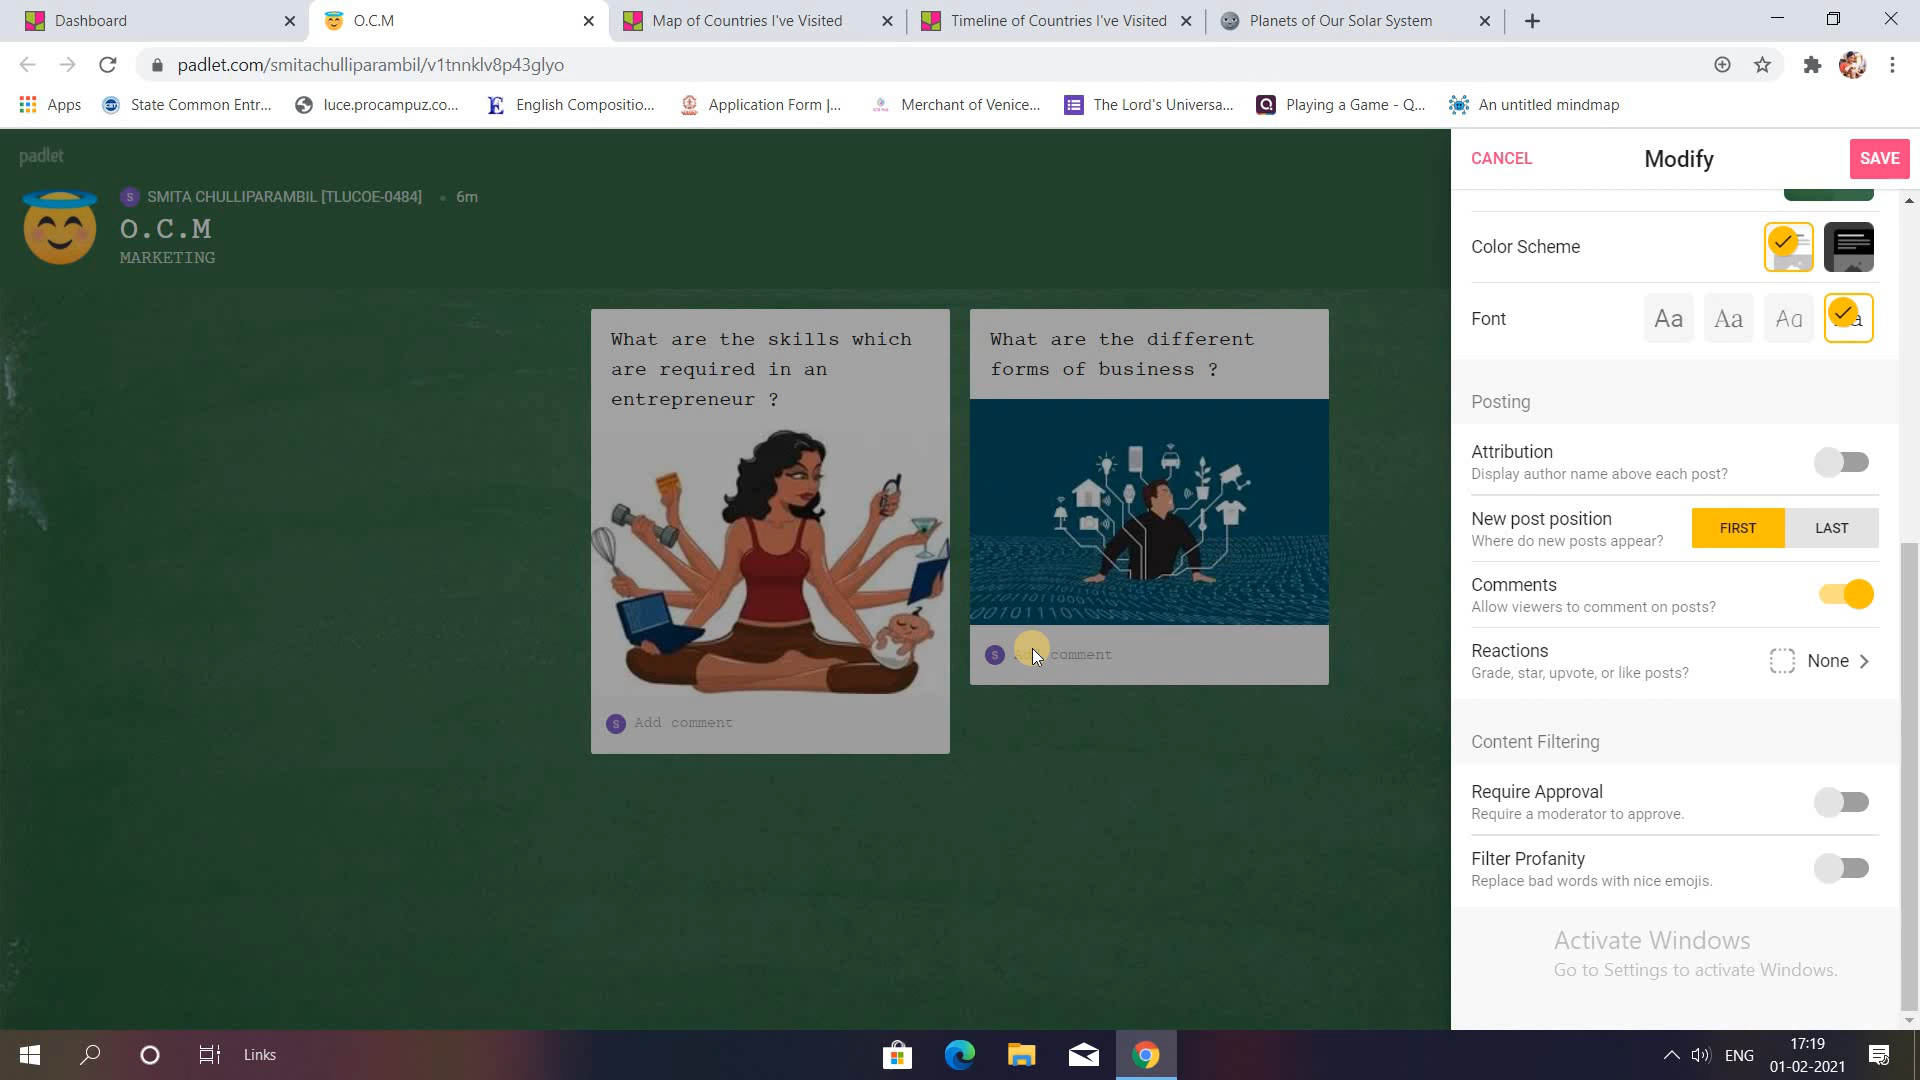 Dashboard
O.C.M
Map of Countries I've Visited
Timeline of Countries I've Visited
Planets of Our Solar System
padlet.com/smitachulliparambil/v1tnnklv8p43glyo
Apps
State Common Entr...
luce.procampuz.co...
English Compositio...
Application Form |...
Merchant of Venice...
The Lord's Universa...
Playing a Game - Q...
An untitled mindmap
padlet
S SMITA CHULLIPARAMBIL [TLUCOE-0484] • 6m
O.C.M
MARKETING
What are the skills which
are required in an
entrepreneur ?
S Add comment
What are the different
forms of business ?
S comment
CANCEL
Modify
SAVE
Color Scheme
Font
Aa Aa Aa
Posting
Attribution
Display author name above each post?
New post position
Where do new posts appear?
FIRST LAST
Comments
Allow viewers to comment on posts?
Reactions
Grade, star, upvote, or like posts?
None
Content Filtering
Require Approval
Require a moderator to approve.
Filter Profanity
Replace bad words with nice emojis.
Activate Windows
Go to Settings to activate Windows.
Links
ENG
17:19
01-02-2021